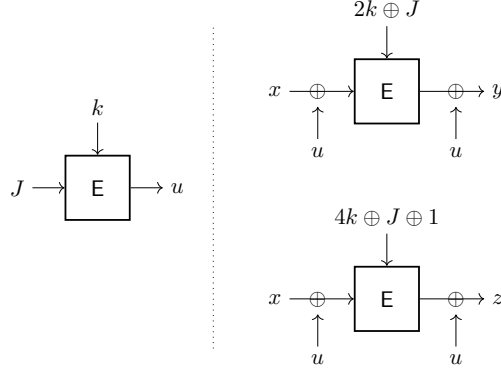 k
J E u
2k ⊕ J
x ⊕ E ⊕ y
u u
4k ⊕ J ⊕ 1
x ⊕ E ⊕ z
u u